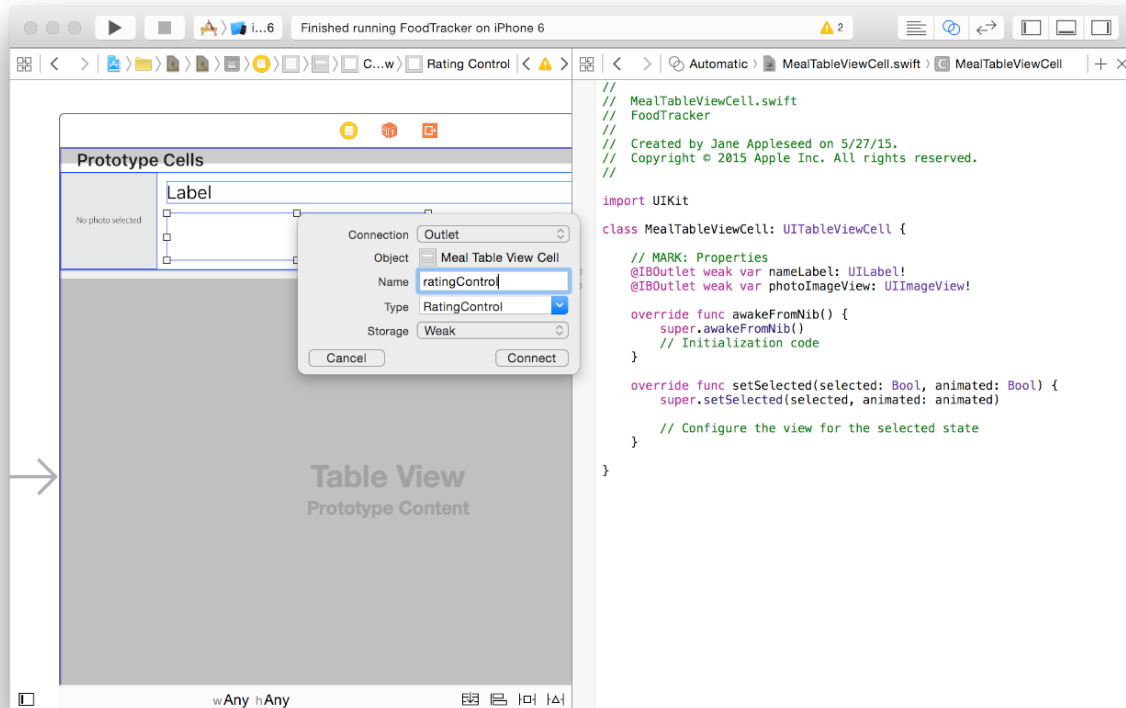 i...6
Finished running FoodTracker on iPhone 6
2
C...w
Rating Control
Automatic
MealTableViewCell.swift
MealTableViewCell
Prototype Cells
No photo selected
Label
Connection Outlet
Object Meal Table View Cell
Name ratingControl
Type RatingControl
Storage Weak
Cancel
Connect
Table View
Prototype Content
wAny hAny
//
// MealTableViewCell.swift
// FoodTracker
//
// Created by Jane Appleseed on 5/27/15.
// Copyright © 2015 Apple Inc. All rights reserved.
//
import UIKit
class MealTableViewCell: UITableViewCell {
// MARK: Properties
@IBOutlet weak var nameLabel: UILabel!
@IBOutlet weak var photoImageView: UIImageView!
override func awakeFromNib() {
super.awakeFromNib()
// Initialization code
}
override func setSelected(selected: Bool, animated: Bool) {
super.setSelected(selected, animated: animated)
// Configure the view for the selected state
}
}